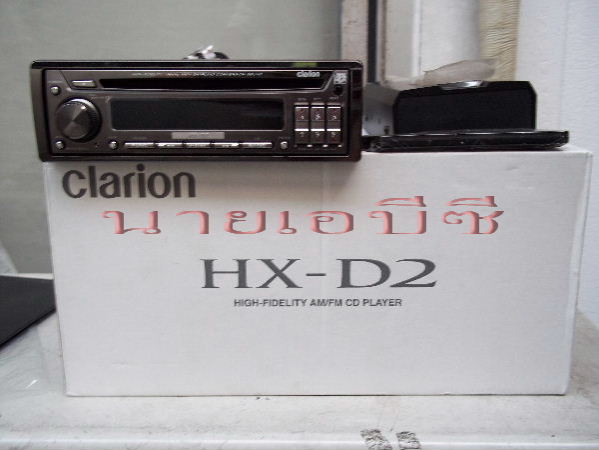 clarion
clarion
นายเอบีซี
HX-D2
HIGH-FIDELITY AM/FM CD PLAYER